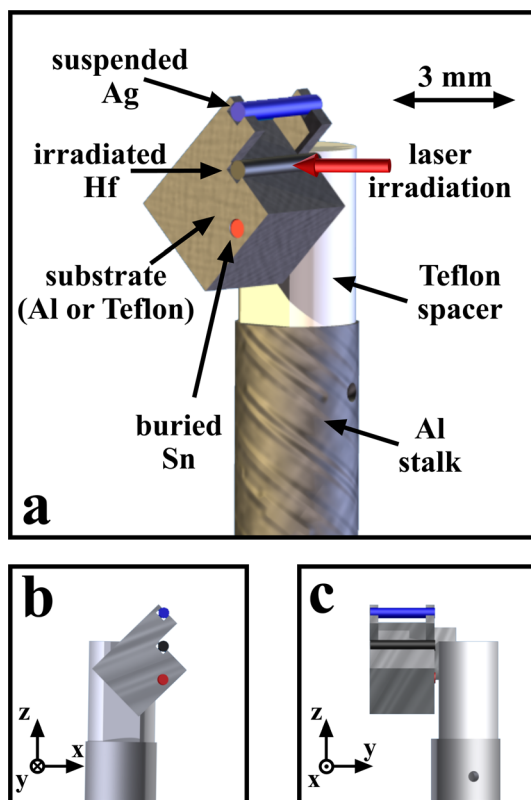 suspended
Ag
3 mm
irradiated
Hf
laser
irradiation
substrate
(Al or Teflon)
Teflon
spacer
buried
Sn
Al
stalk
a
b
z
x
y
c
z
y
x